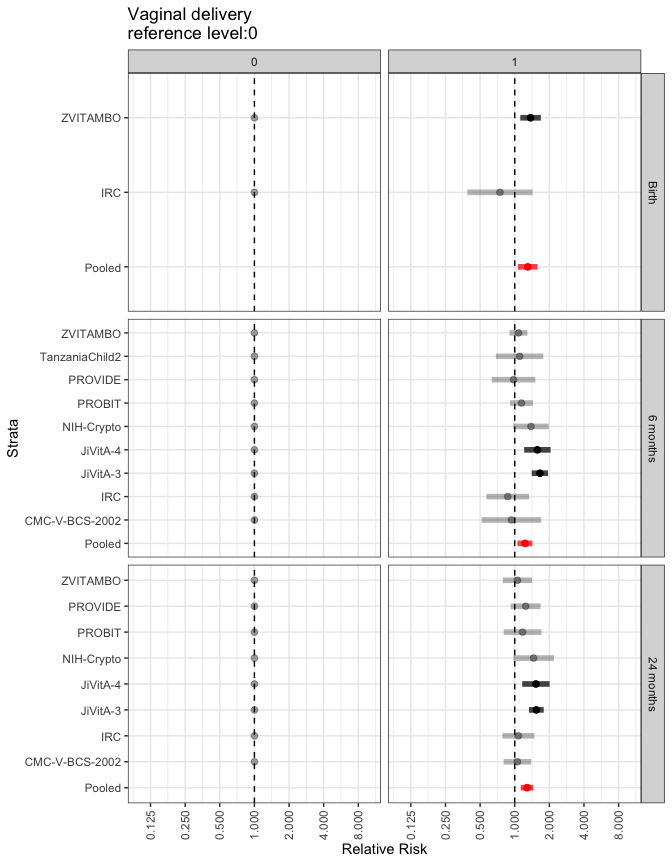 Vaginal delivery
reference level:0
0
1
ZVITAMBO
IRC
Pooled
Birth
ZVITAMBO
TanzaniaChild2
PROVIDE
PROBIT
NIH-Crypto
JiVitA-4
JiVitA-3
IRC
CMC-V-BCS-2002
Pooled
6 months
ZVITAMBO
PROVIDE
PROBIT
NIH-Crypto
JiVitA-4
JiVitA-3
IRC
CMC-V-BCS-2002
Pooled
24 months
Strata
0.125 0.250 0.500 1.000 2.000 4.000 8.000
0.125 0.250 0.500 1.000 2.000 4.000 8.000
Relative Risk